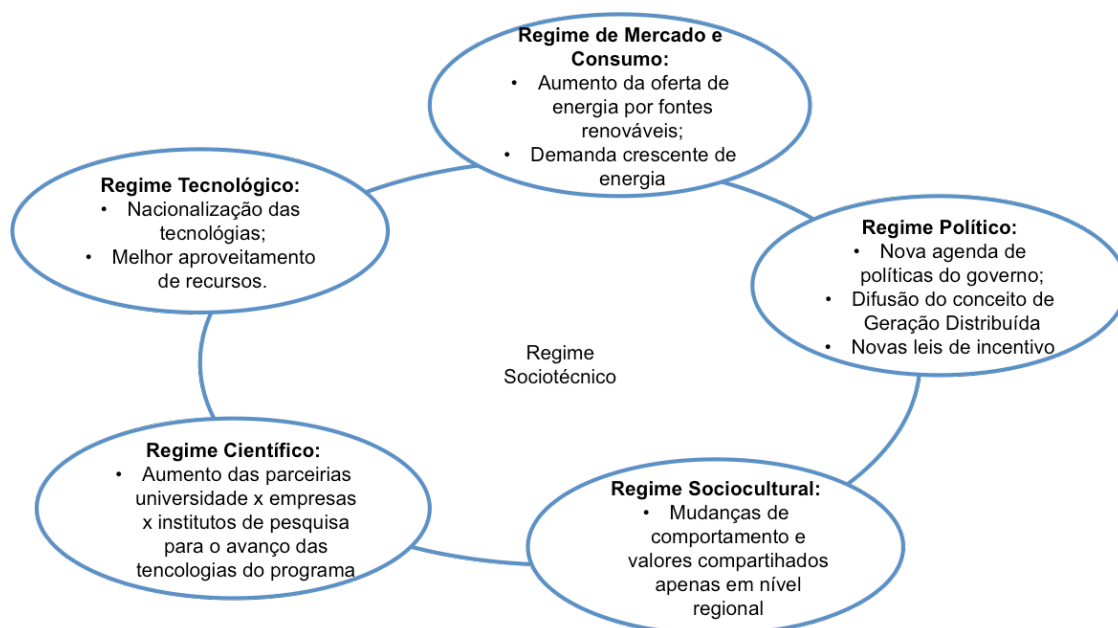 Regime de Mercado e
Consumo:
• Aumento da oferta de
energia por fontes
renováveis;
• Demanda crescente de
energia
Regime Tecnológico:
• Nacionalização das
tecnológias;
• Melhor aproveitamento
de recursos.
Regime Político:
• Nova agenda de
políticas do governo;
• Difusão do conceito de
Geração Distribuída
• Novas leis de incentivo
Regime
Sociotécnico
Regime Científico:
• Aumento das parceirias
universidade x empresas
x institutos de pesquisa
para o avanço das
tencologias do programa
Regime Sociocultural:
• Mudanças de
comportamento e
valores compartihados
apenas em nível
regional